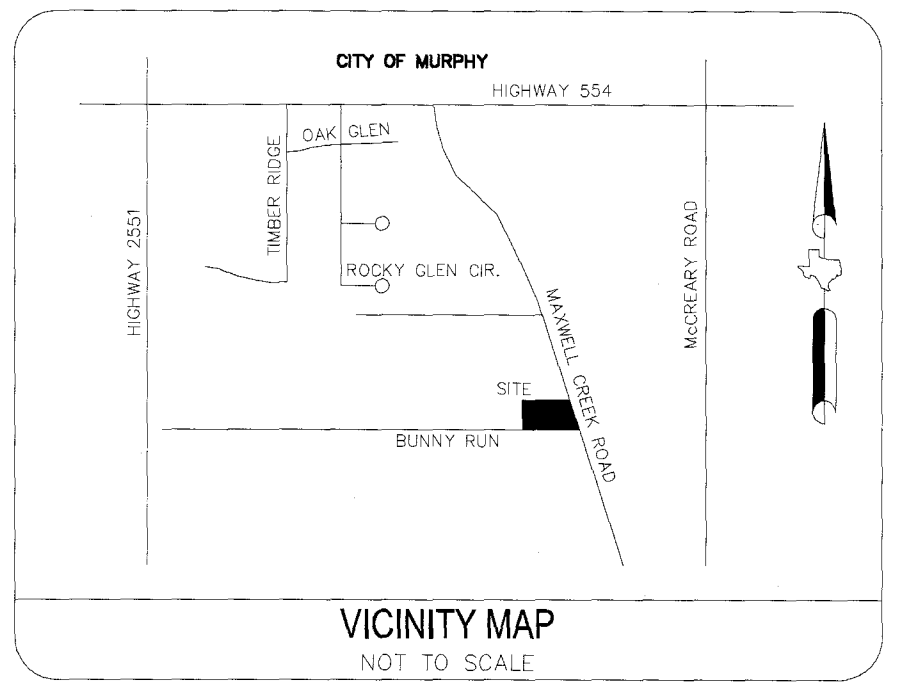 CITY OF MURPHY
HIGHWAY 554
OAK GLEN
TIMBER RIDGE
HIGHWAY 2551
ROCKY GLEN CIR.
McCREARY ROAD
MAXWELL CREEK ROAD
SITE
BUNNY RUN
VICINITY MAP
NOT TO SCALE